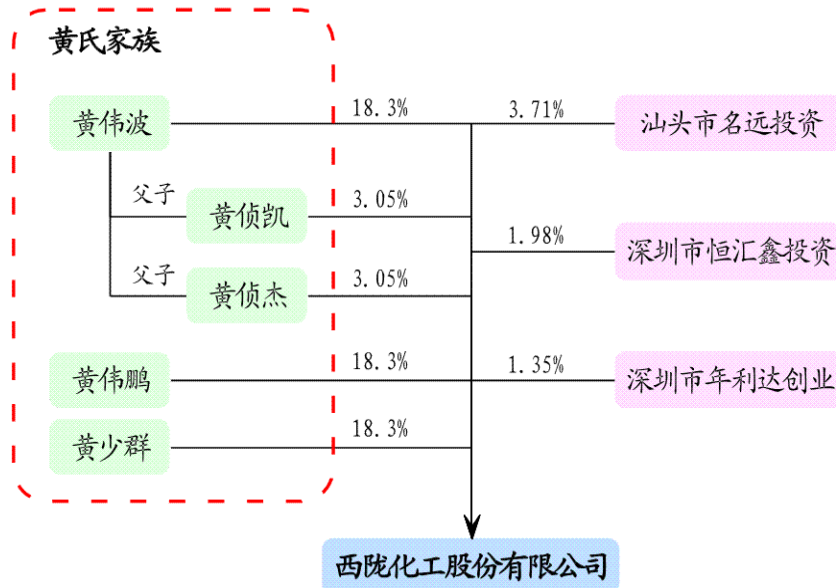 黄氏家族
黄伟波
18.3%
3.71%
汕头市名远投资
父子
黄侦凯
3.05%
1.98%
深圳市恒汇鑫投资
父子
黄侦杰
3.05%
黄伟鹏
18.3%
1.35%
深圳市年利达创业
黄少群
18.3%
西陇化工股份有限公司